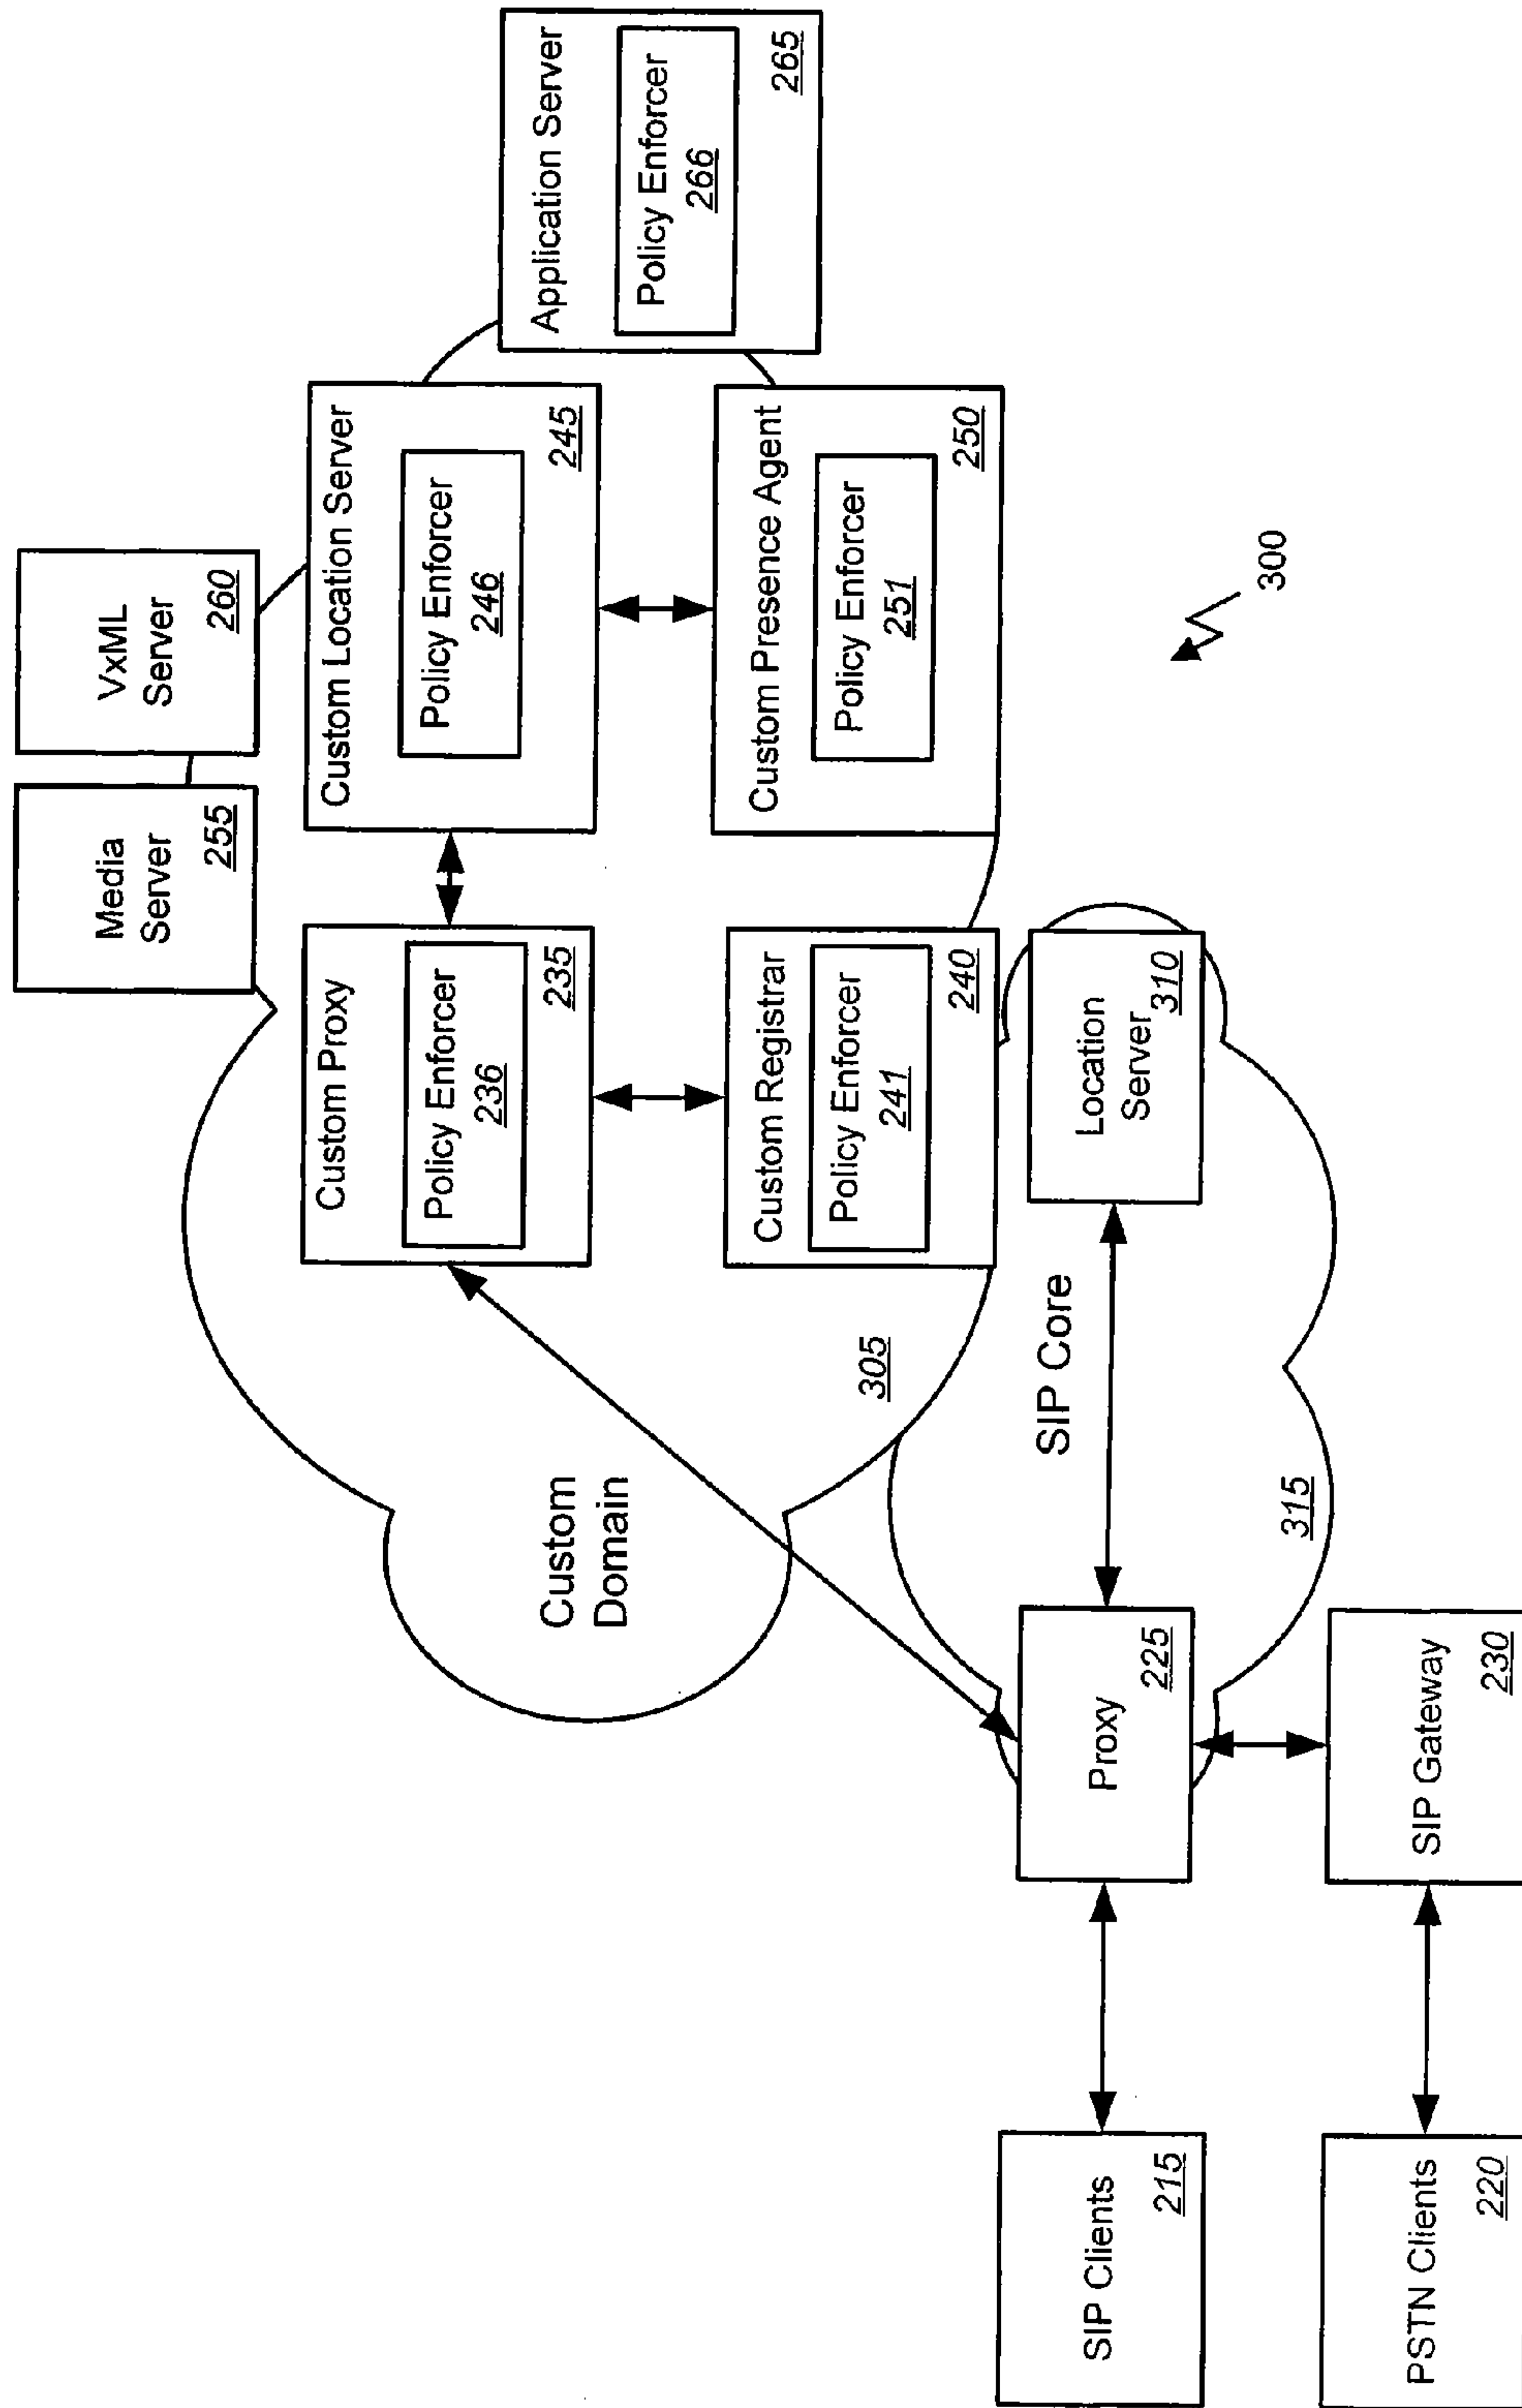 Media
Server
255
VxML
Server
260
Custom Proxy
Policy Enforcer
236
235
Custom Location Server
Policy Enforcer
246
245
Application Server
Policy Enforcer
266
265
Custom
Domain
305
Custom Registrar
Policy Enforcer
241
240
Custom Presence Agent
Policy Enforcer
251
250
SIP Core
Location
Server
310
315
SIP Clients
215
Proxy
225
PSTN Clients
220
SIP Gateway
230
300